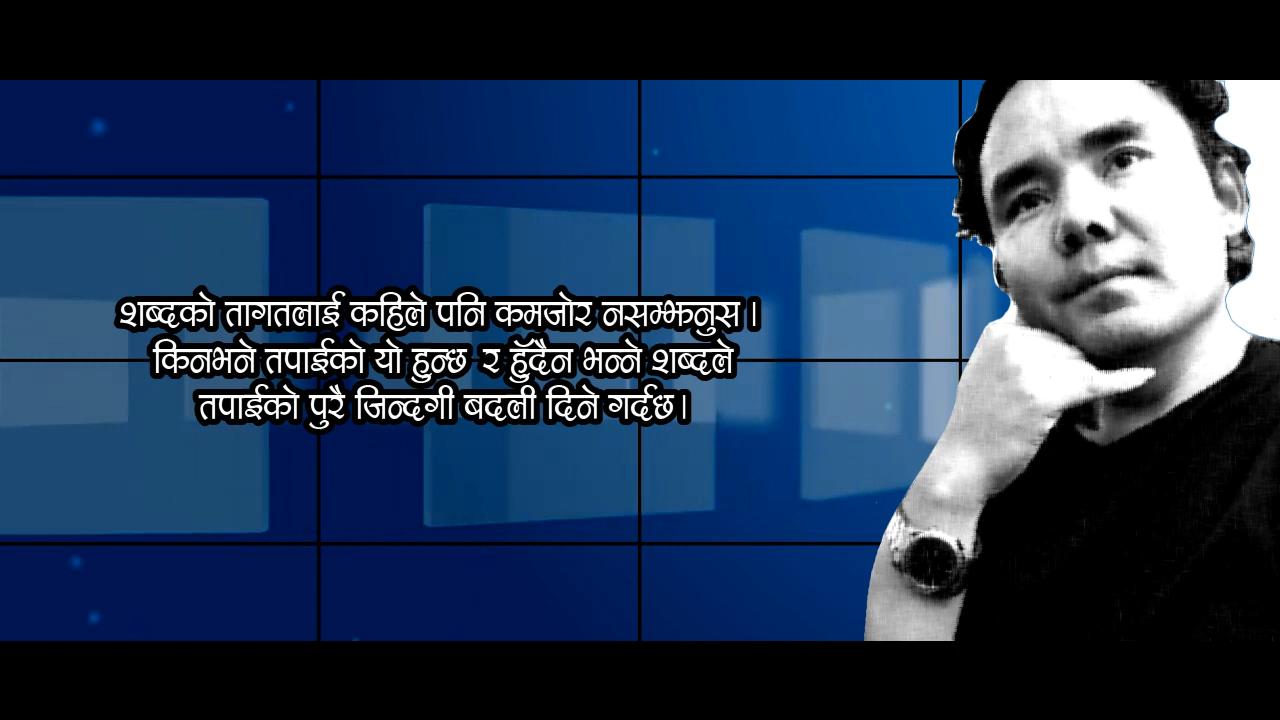 शब्दको तागतलाई कहिले पनि कमजोर नसम्झनुस ।
किनभने तपाईको यो हुन्छ र हुँदैन भन्ने शब्दले
तपाईको पुरै जिन्दगी बदली दिने गर्दछ।